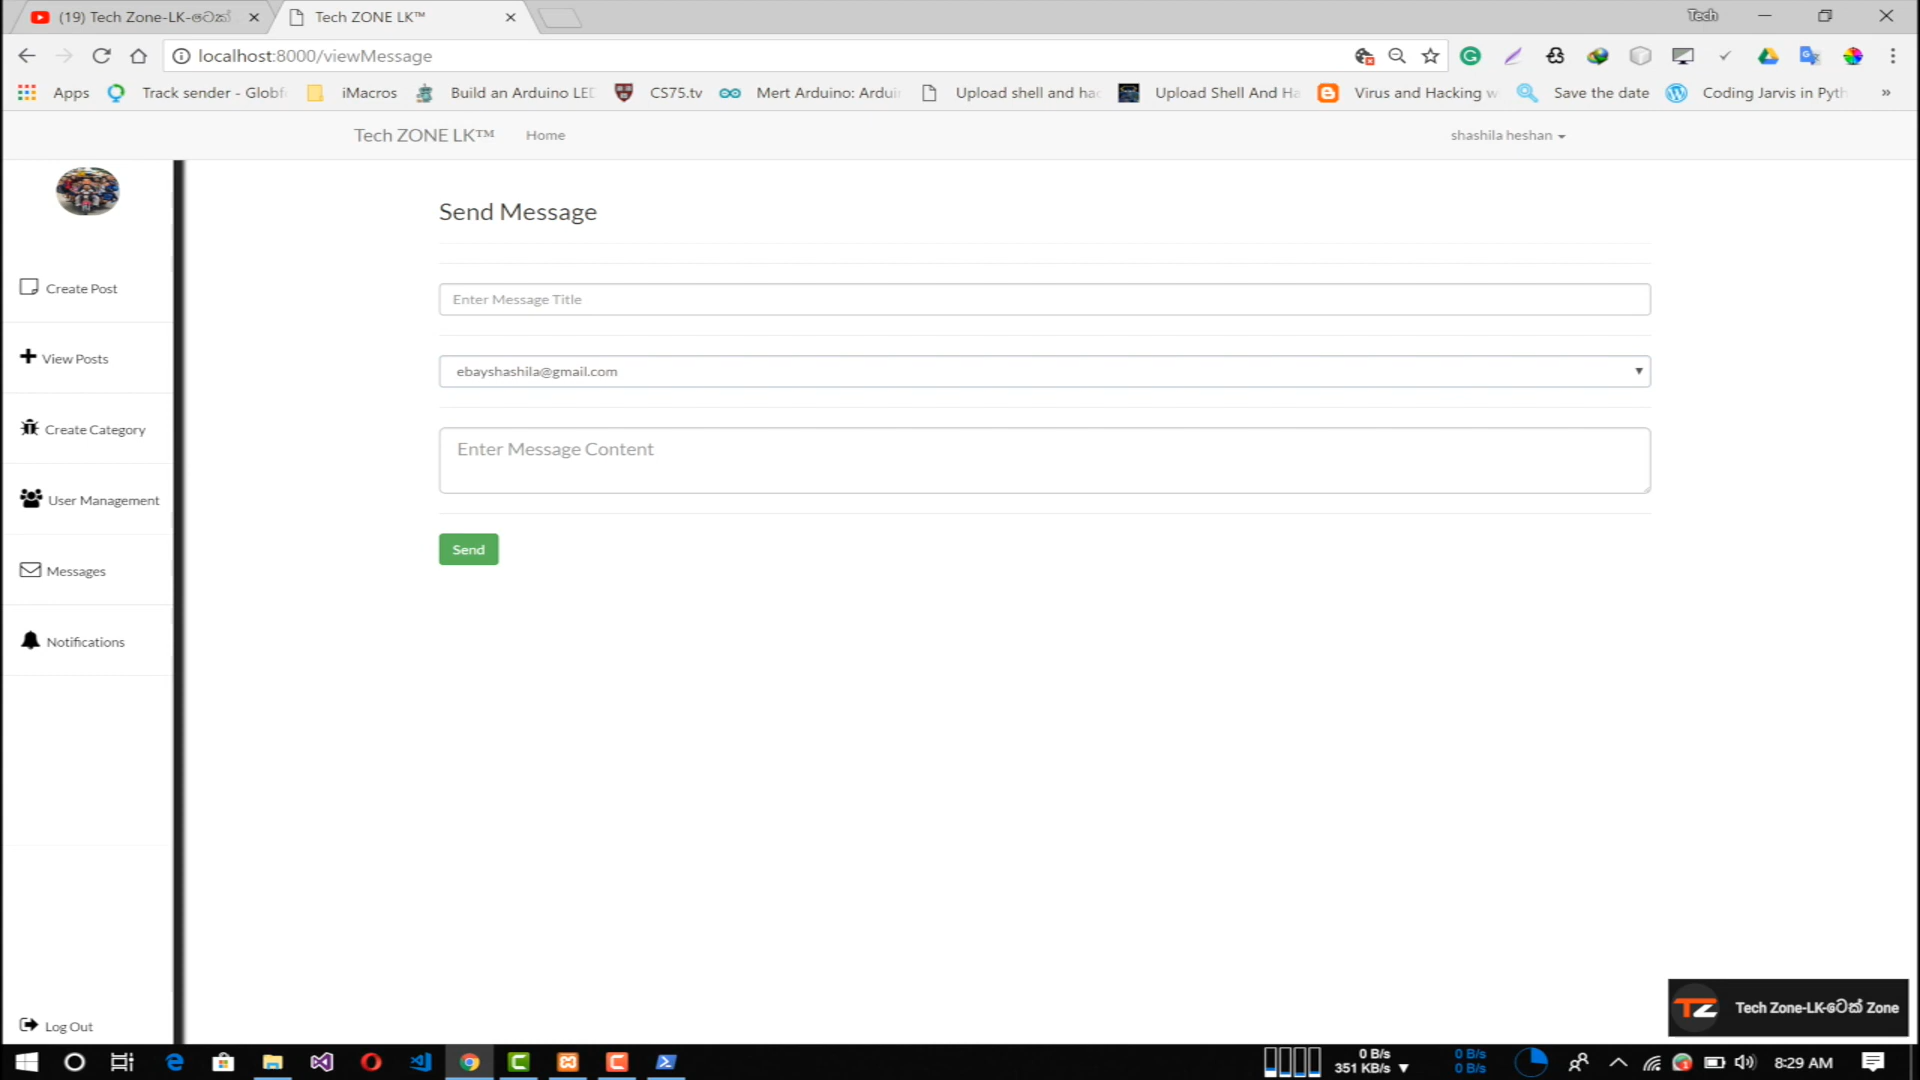 (19) Tech Zone-LK-ටෙක්
Tech ZONE LK™
Tech
localhost:8000/viewMessage
Apps
Track sender - Globf
iMacros
Build an Arduino LED
CS75.tv
Mert Arduino: Ardui
Upload shell and hac
Upload Shell And Ha
Virus and Hacking w
Save the date
Coding Jarvis in Pyth
»
Tech ZONE LK™
Home
shashila heshan
Send Message
Enter Message Title
ebayshashila@gmail.com
Enter Message Content
Send
Create Post
View Posts
Create Category
User Management
Messages
Notifications
Log Out
TZ
Tech Zone-LK-ටෙක් Zone
0 B/s
351 KB/s
0 B/s
0 B/s
8:29 AM